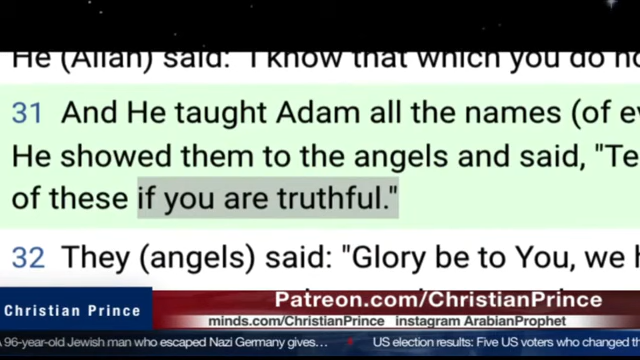 He (Allah) said: "I know that which you do no
31 And He taught Adam all the names (of ev
He showed them to the angels and said, "Te
of these if you are truthful."
32 They (angels) said: "Glory be to You, we h
Christian Prince
Patreon.com/ChristianPrince
minds.com/ChristianPrince instagram ArabianProphet
A 96-year-old Jewish man who escaped Nazi Germany gives...
US election results: Five US voters who changed th